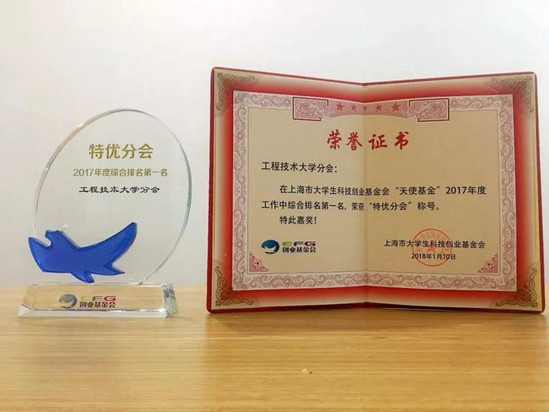 特优分会
2017年度综合排名第一名
工程技术大学分会
CFG
创业基金会
荣誉证书
工程技术大学分会：
在上海市大学生科技创业基金会“天使基金”2017年度
工作中综合排名第一名，荣获“特优分会”称号。
特此嘉奖！
CFG
创业基金会
上海市大学生科技创业基金会
2018年1月10日